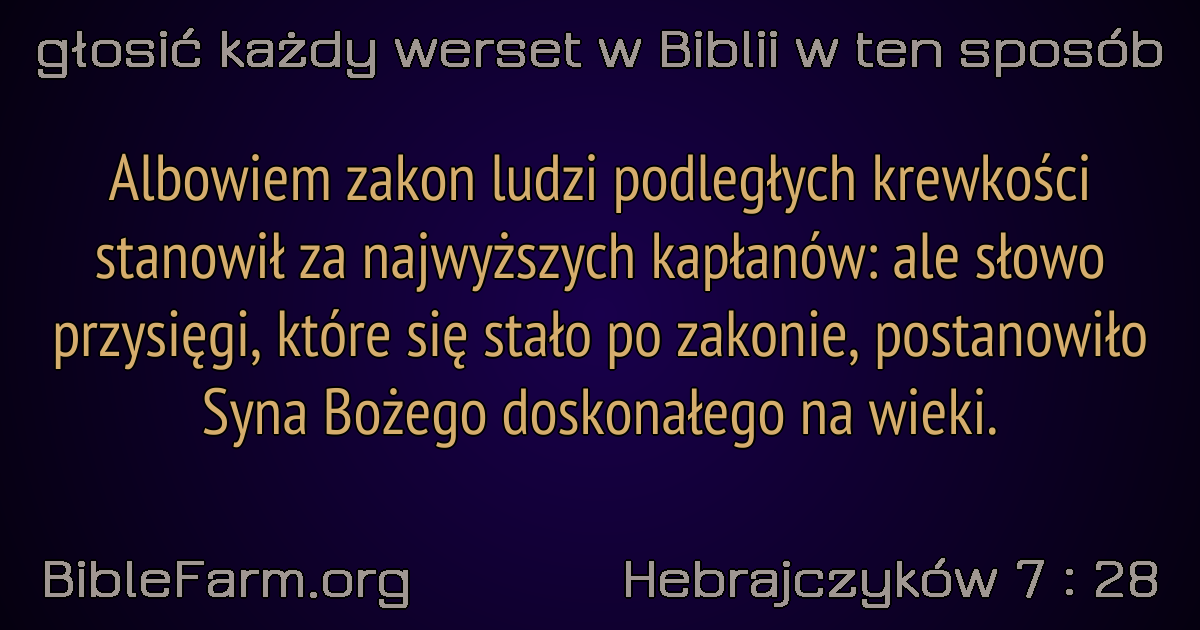 głosić każdy werset w Biblii w ten sposób
Albowiem zakon ludzi podległych krewkości
stanowił za najwyższych kapłanów: ale słowo
przysięgi, które się stało po zakonie, postanowiło
Syna Bożego doskonałego na wieki.
BibleFarm.org
Hebrajczyków 7 : 28